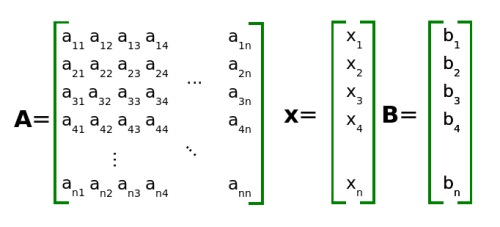 a₁₁ a₁₂ a₁₃ a₁₄ a₁ₙ x₁ b₁
a₂₁ a₂₂ a₂₃ a₂₄ ... a₂ₙ x₂ b₂
a₃₁ a₃₂ a₃₃ a₃₄ a₃ₙ x₃ b₃
A= a₄₁ a₄₂ a₄₃ a₄₄ a₄ₙ x= x₄ B= b₄
⋮ ⋱
aₙ₁ aₙ₂ aₙ₃ aₙ₄ aₙₙ xₙ bₙ